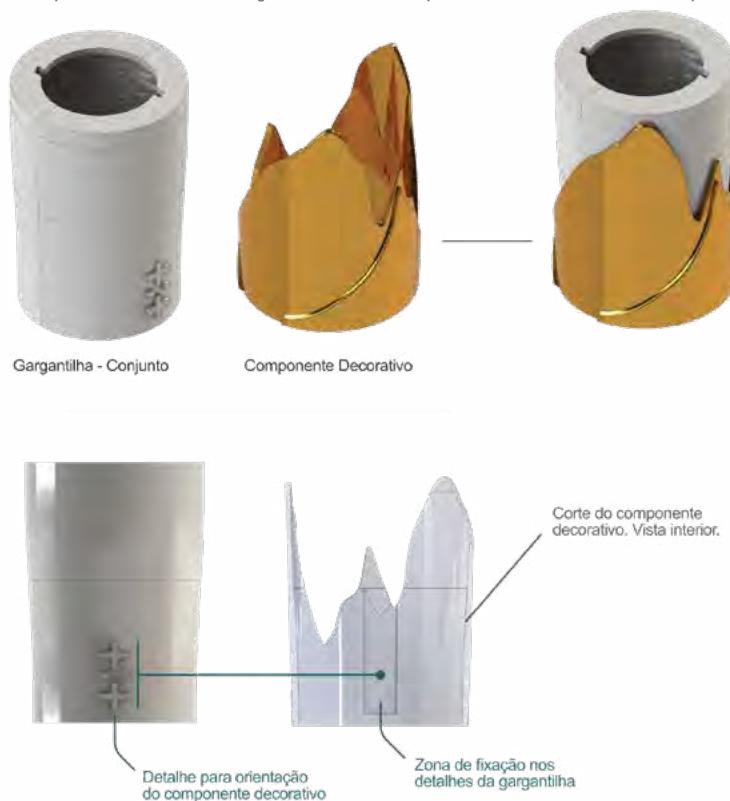 Gargantilha - Conjunto
Componente Decorativo
Corte do componente
decorativo. Vista interior.
Detalhe para orientação
do componente decorativo
Zona de fixação nos
detalhes da gargantilha